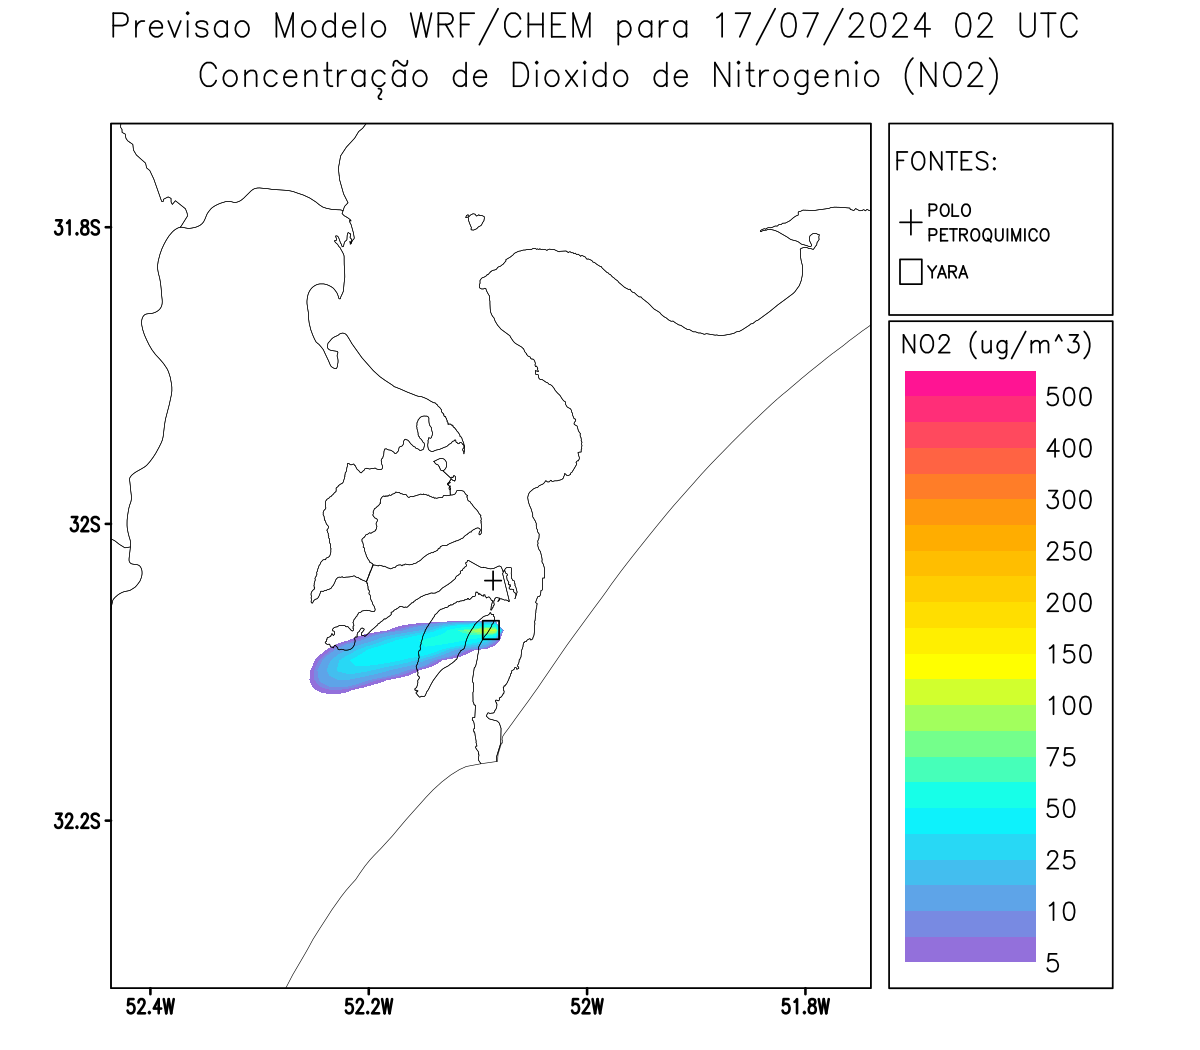 Previsao Modelo WRF/CHEM para 17/07/2024 02 UTC
Concentração de Dioxido de Nitrogenio (NO2)
FONTES:
POLO
PETROQUIMICO
YARA
NO2 (ug/m^3)
500
400
300
250
200
150
100
75
50
25
10
5
31.8S
32S
32.2S
52.4W
52.2W
52W
51.8W